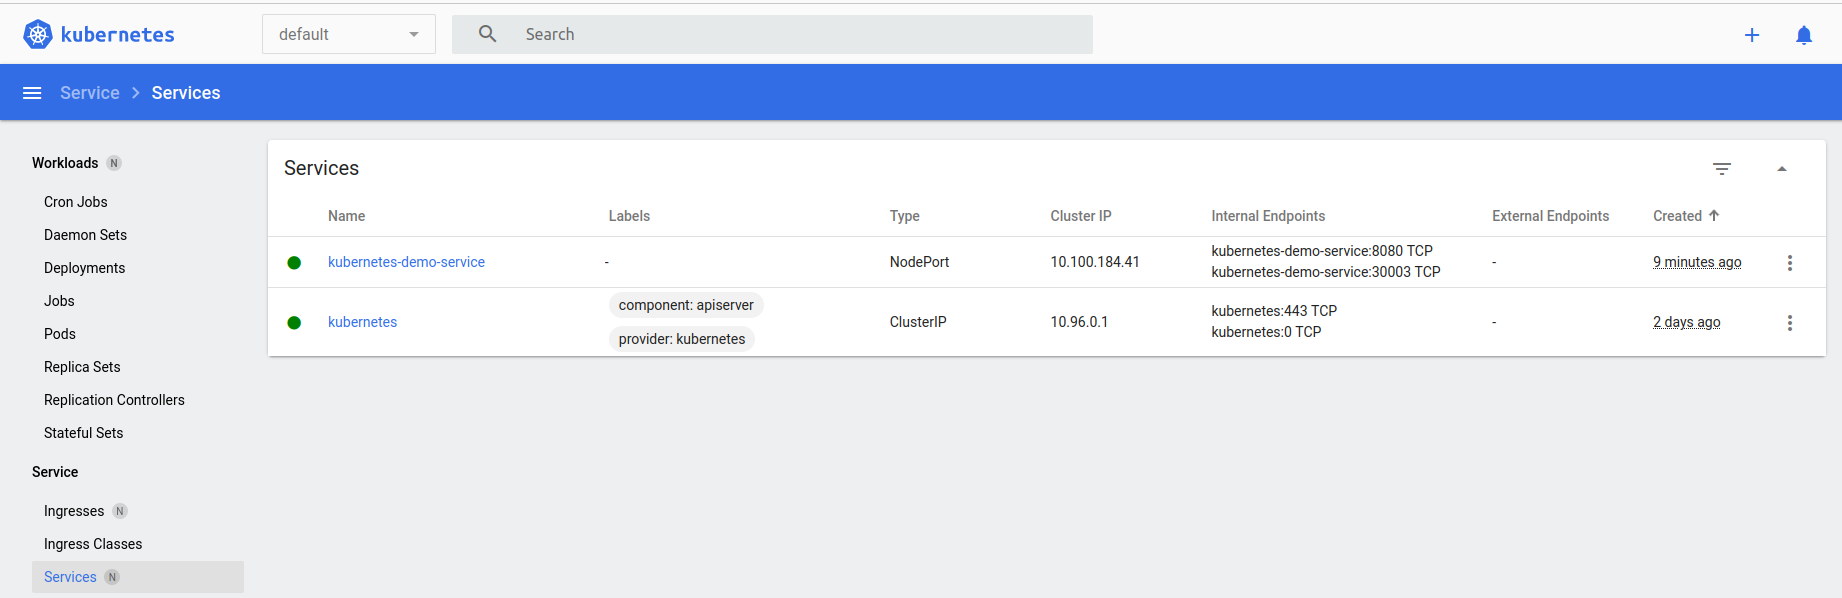 kubernetes
default
Search
Service
Services
Workloads N
Cron Jobs
Daemon Sets
Deployments
Jobs
Pods
Replica Sets
Replication Controllers
Stateful Sets
Service
Ingresses N
Ingress Classes
Services N
Services
Name Labels Type Cluster IP Internal Endpoints External Endpoints Created
kubernetes-demo-service - NodePort 10.100.184.41 kubernetes-demo-service:8080 TCP - 9 minutes ago
kubernetes-demo-service:30003 TCP
kubernetes component: apiserver ClusterIP 10.96.0.1 kubernetes:443 TCP - 2 days ago
provider: kubernetes kubernetes:0 TCP